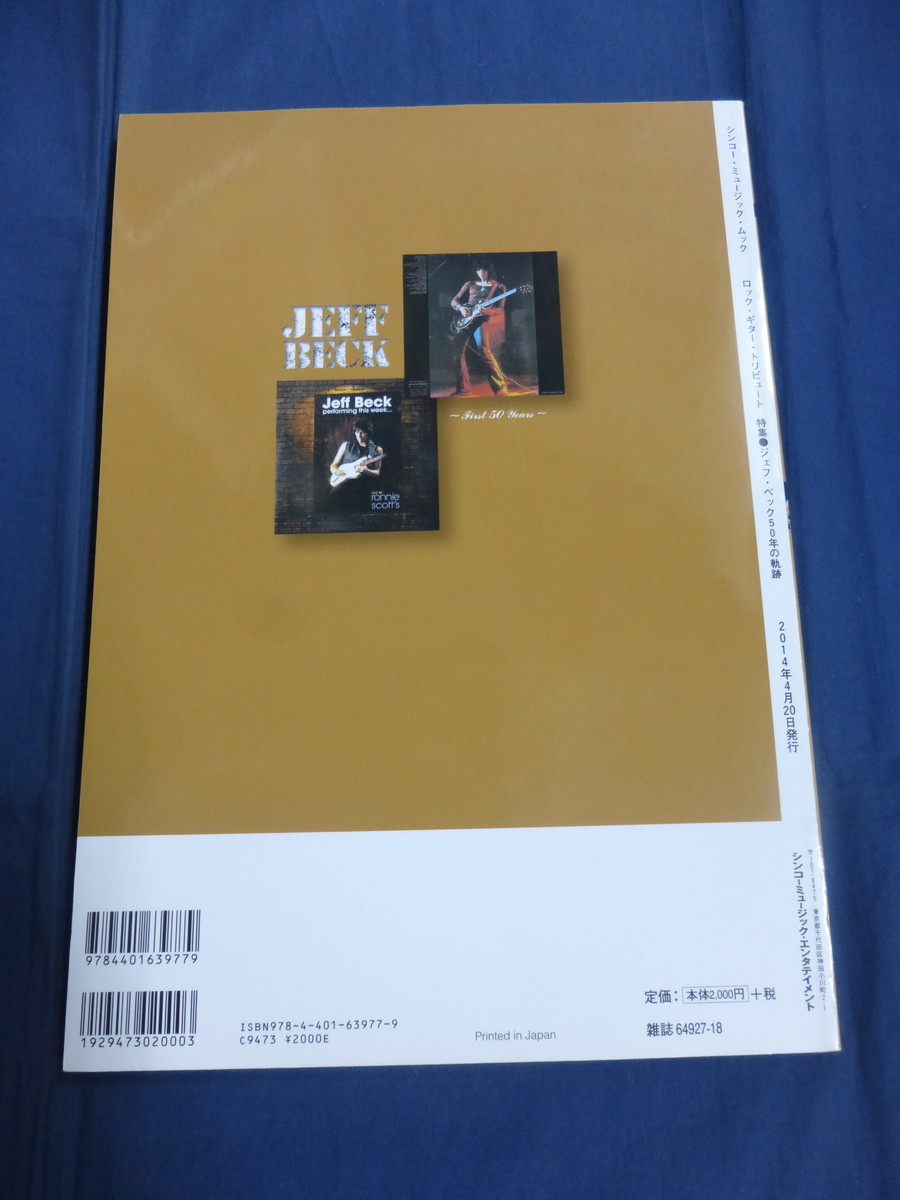 シンコー・ミュージック・ムック ロック・ギター・トリビュート 特集●ジェフ・ベック50年の軌跡 2014年4月20日発行
シンコーミュージック・エンタテイメント
JEFF
BECK
~First 50 Years~
Jeff Beck
performing this week...
ronnie
scott's
9784401639779
1929473020003
ISBN978-4-401-63977-9
C9473 ¥2000E
Printed in Japan
定価：本体2,000円+税
雑誌 64927-18